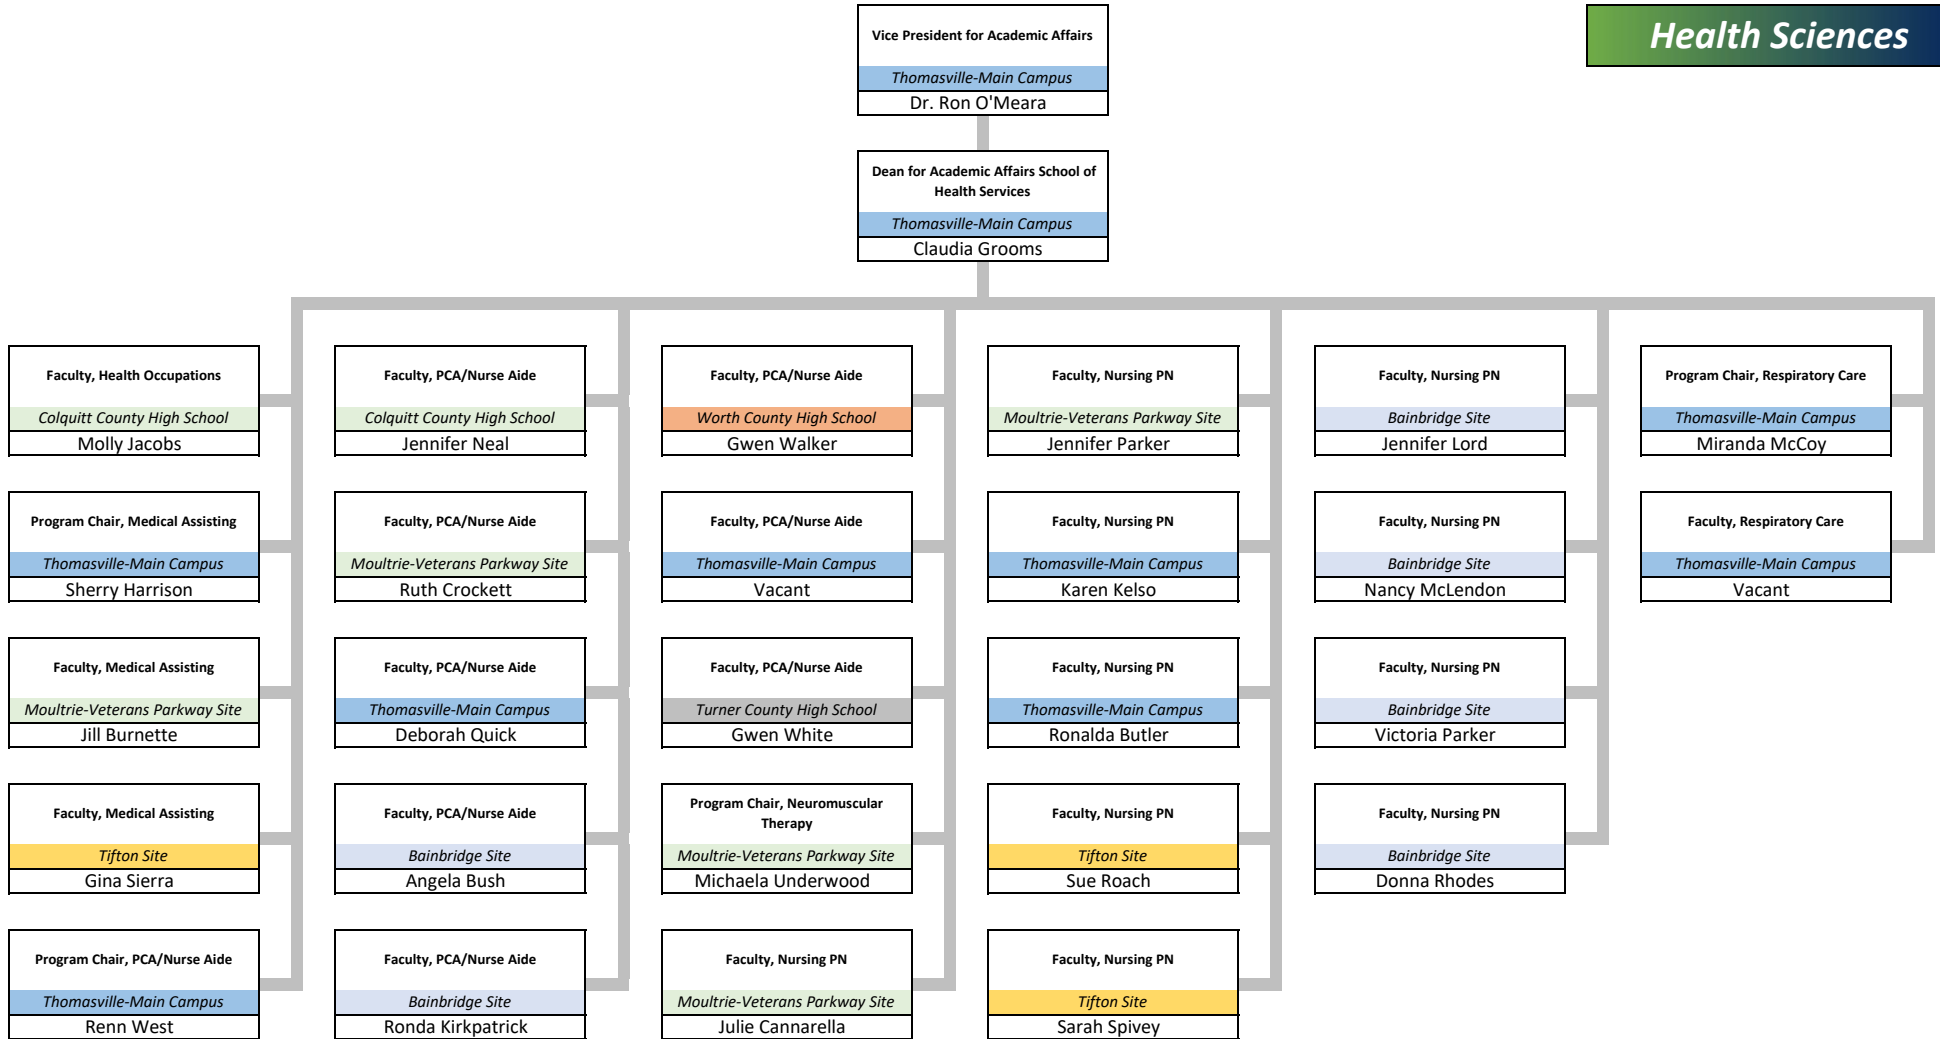 Health Sciences
Vice President for Academic Affairs
Thomasville-Main Campus
Dr. Ron O'Meara
Dean for Academic Affairs School of
Health Services
Thomasville-Main Campus
Claudia Grooms
Faculty, Health Occupations
Colquitt County High School
Molly Jacobs
Program Chair, Medical Assisting
Thomasville-Main Campus
Sherry Harrison
Faculty, Medical Assisting
Moultrie-Veterans Parkway Site
Jill Burnette
Faculty, Medical Assisting
Tifton Site
Gina Sierra
Program Chair, PCA/Nurse Aide
Thomasville-Main Campus
Renn West
Faculty, PCA/Nurse Aide
Colquitt County High School
Jennifer Neal
Faculty, PCA/Nurse Aide
Moultrie-Veterans Parkway Site
Ruth Crockett
Faculty, PCA/Nurse Aide
Thomasville-Main Campus
Deborah Quick
Faculty, PCA/Nurse Aide
Bainbridge Site
Angela Bush
Faculty, PCA/Nurse Aide
Bainbridge Site
Ronda Kirkpatrick
Faculty, PCA/Nurse Aide
Worth County High School
Gwen Walker
Faculty, PCA/Nurse Aide
Thomasville-Main Campus
Vacant
Faculty, PCA/Nurse Aide
Turner County High School
Gwen White
Program Chair, Neuromuscular
Therapy
Moultrie-Veterans Parkway Site
Michaela Underwood
Faculty, Nursing PN
Moultrie-Veterans Parkway Site
Julie Cannarella
Faculty, Nursing PN
Moultrie-Veterans Parkway Site
Jennifer Parker
Faculty, Nursing PN
Thomasville-Main Campus
Karen Kelso
Faculty, Nursing PN
Thomasville-Main Campus
Ronalda Butler
Faculty, Nursing PN
Tifton Site
Sue Roach
Faculty, Nursing PN
Tifton Site
Sarah Spivey
Faculty, Nursing PN
Bainbridge Site
Jennifer Lord
Faculty, Nursing PN
Bainbridge Site
Nancy McLendon
Faculty, Nursing PN
Bainbridge Site
Victoria Parker
Faculty, Nursing PN
Bainbridge Site
Donna Rhodes
Program Chair, Respiratory Care
Thomasville-Main Campus
Miranda McCoy
Faculty, Respiratory Care
Thomasville-Main Campus
Vacant